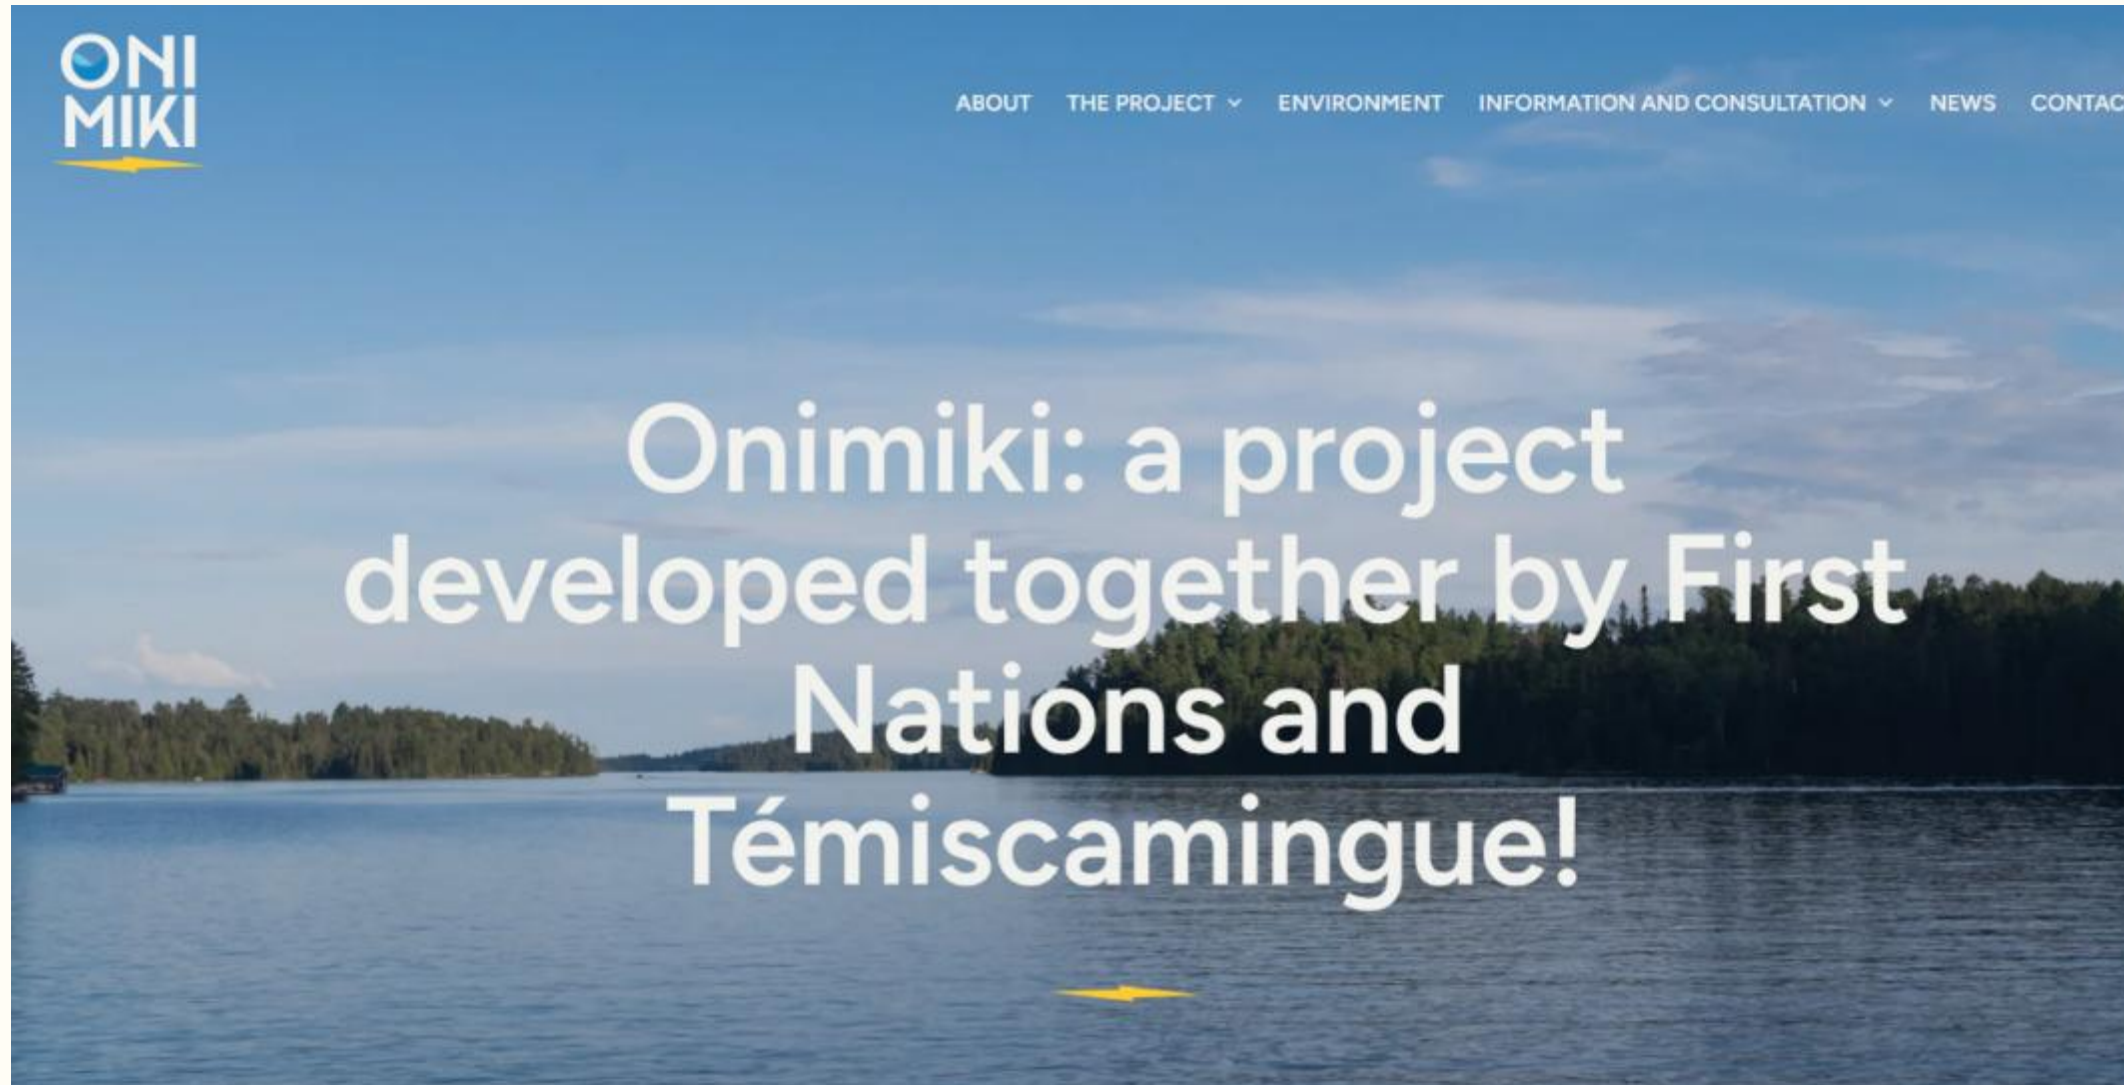 ONI
MIKI
ABOUT THE PROJECT ENVIRONMENT INFORMATION AND CONSULTATION NEWS CONTAC
Onimiki: a project
developed together by First
Nations and
Témiscamingue!